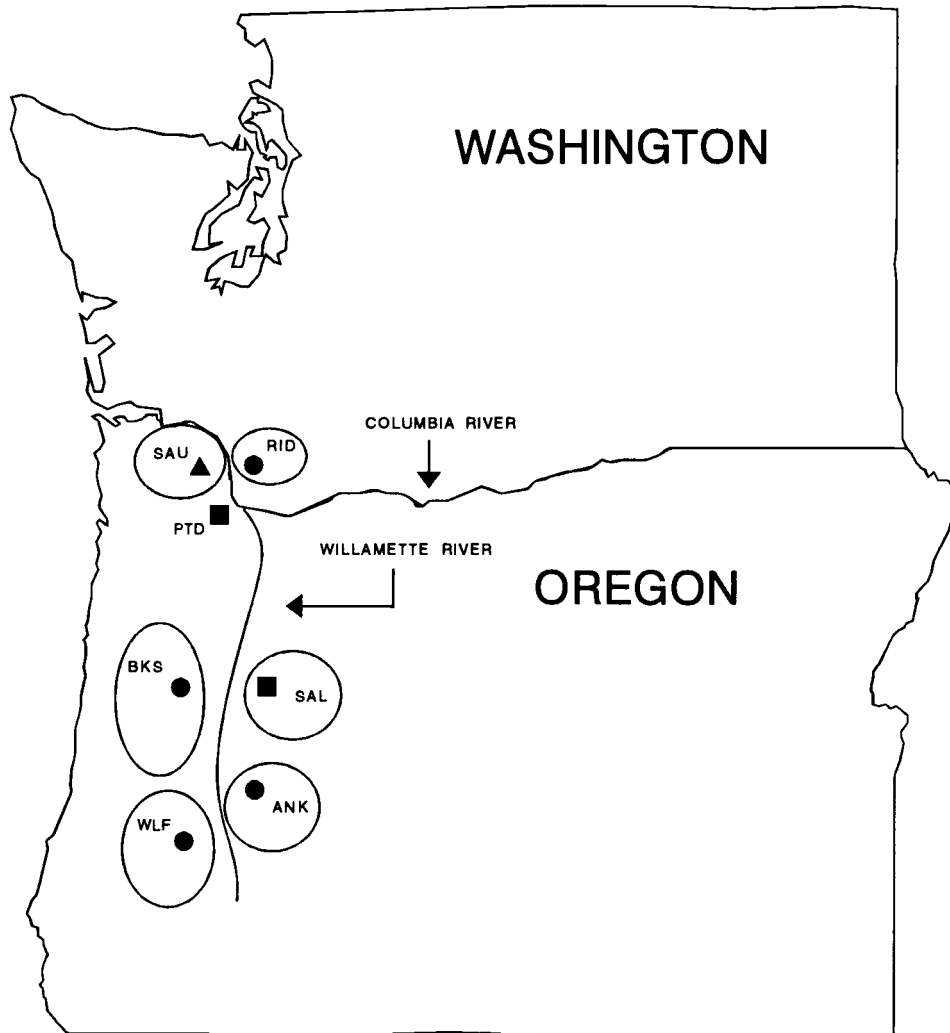 WASHINGTON
COLUMBIA RIVER
SAU
RID
PTD
WILLAMETTE RIVER
OREGON
BKS
SAL
ANK
WLF